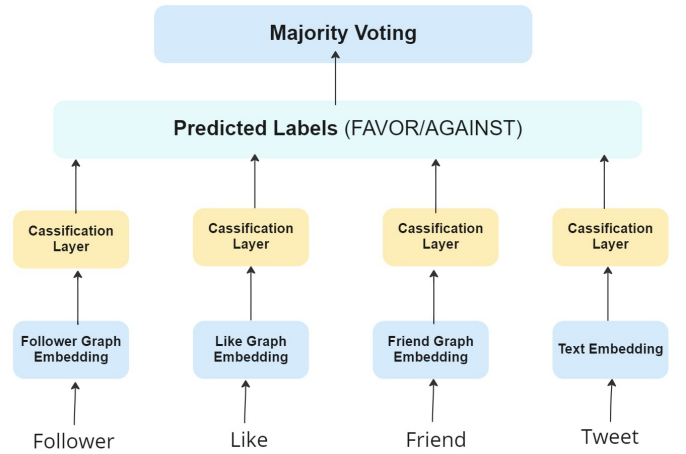 Majority Voting
Predicted Labels (FAVOR/AGAINST)
Cassification
Layer
Cassification
Layer
Cassification
Layer
Cassification
Layer
Follower Graph
Embedding
Like Graph
Embedding
Friend Graph
Embedding
Text Embedding
Follower
Like
Friend
Tweet